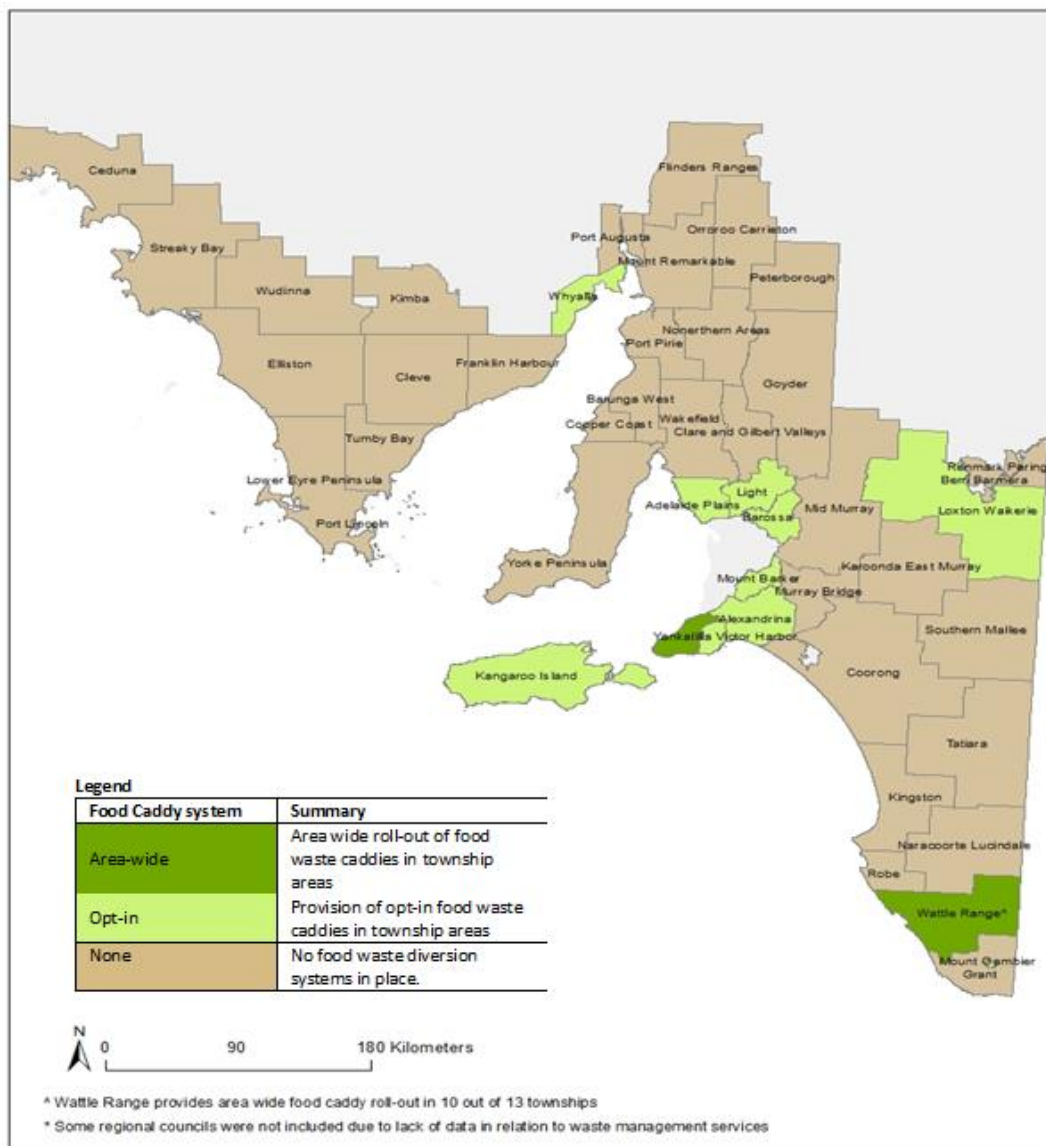 Ceduna
Flinders Ranges
Port Augusta
Orroroo Carrieton
Streaky Bay
Mount Remarkable
Peterborough
Wudinna
Kimba
Whyalla
Nonerthern Areas
Port Pirie
Elliston
Cleve
Franklin Harbour
Goyder
Barunga West
Wakefield
Copper Coast
Clare and Gilbert Valleys
Tumby Bay
Lower Eyre Peninsula
Renmark Paring
Berri Barmera
Light
Adelaide Plains
Barossa
Mid Murray
Loxton Waikerie
Port Lincoln
Yorke Peninsula
Karoonda East Murray
Mount Barker
Murray Bridge
Alexandrina
Yankalilla
Victor Harbor
Southern Mallee
Kangaroo Island
Coorong
Tatiara
Kingston
Naracoorte Lucindale
Robe
Wattle Range^
Mount Gambier
Grant
Legend
Food Caddy system Summary
Area-wide
Area wide roll-out of food
waste caddies in township
areas
Opt-in
Provision of opt-in food waste
caddies in township areas
None
No food waste diversion
systems in place.
N
0 90 180 Kilometers
^ Wattle Range provides area wide food caddy roll-out in 10 out of 13 townships
* Some regional councils were not included due to lack of data in relation to waste management services